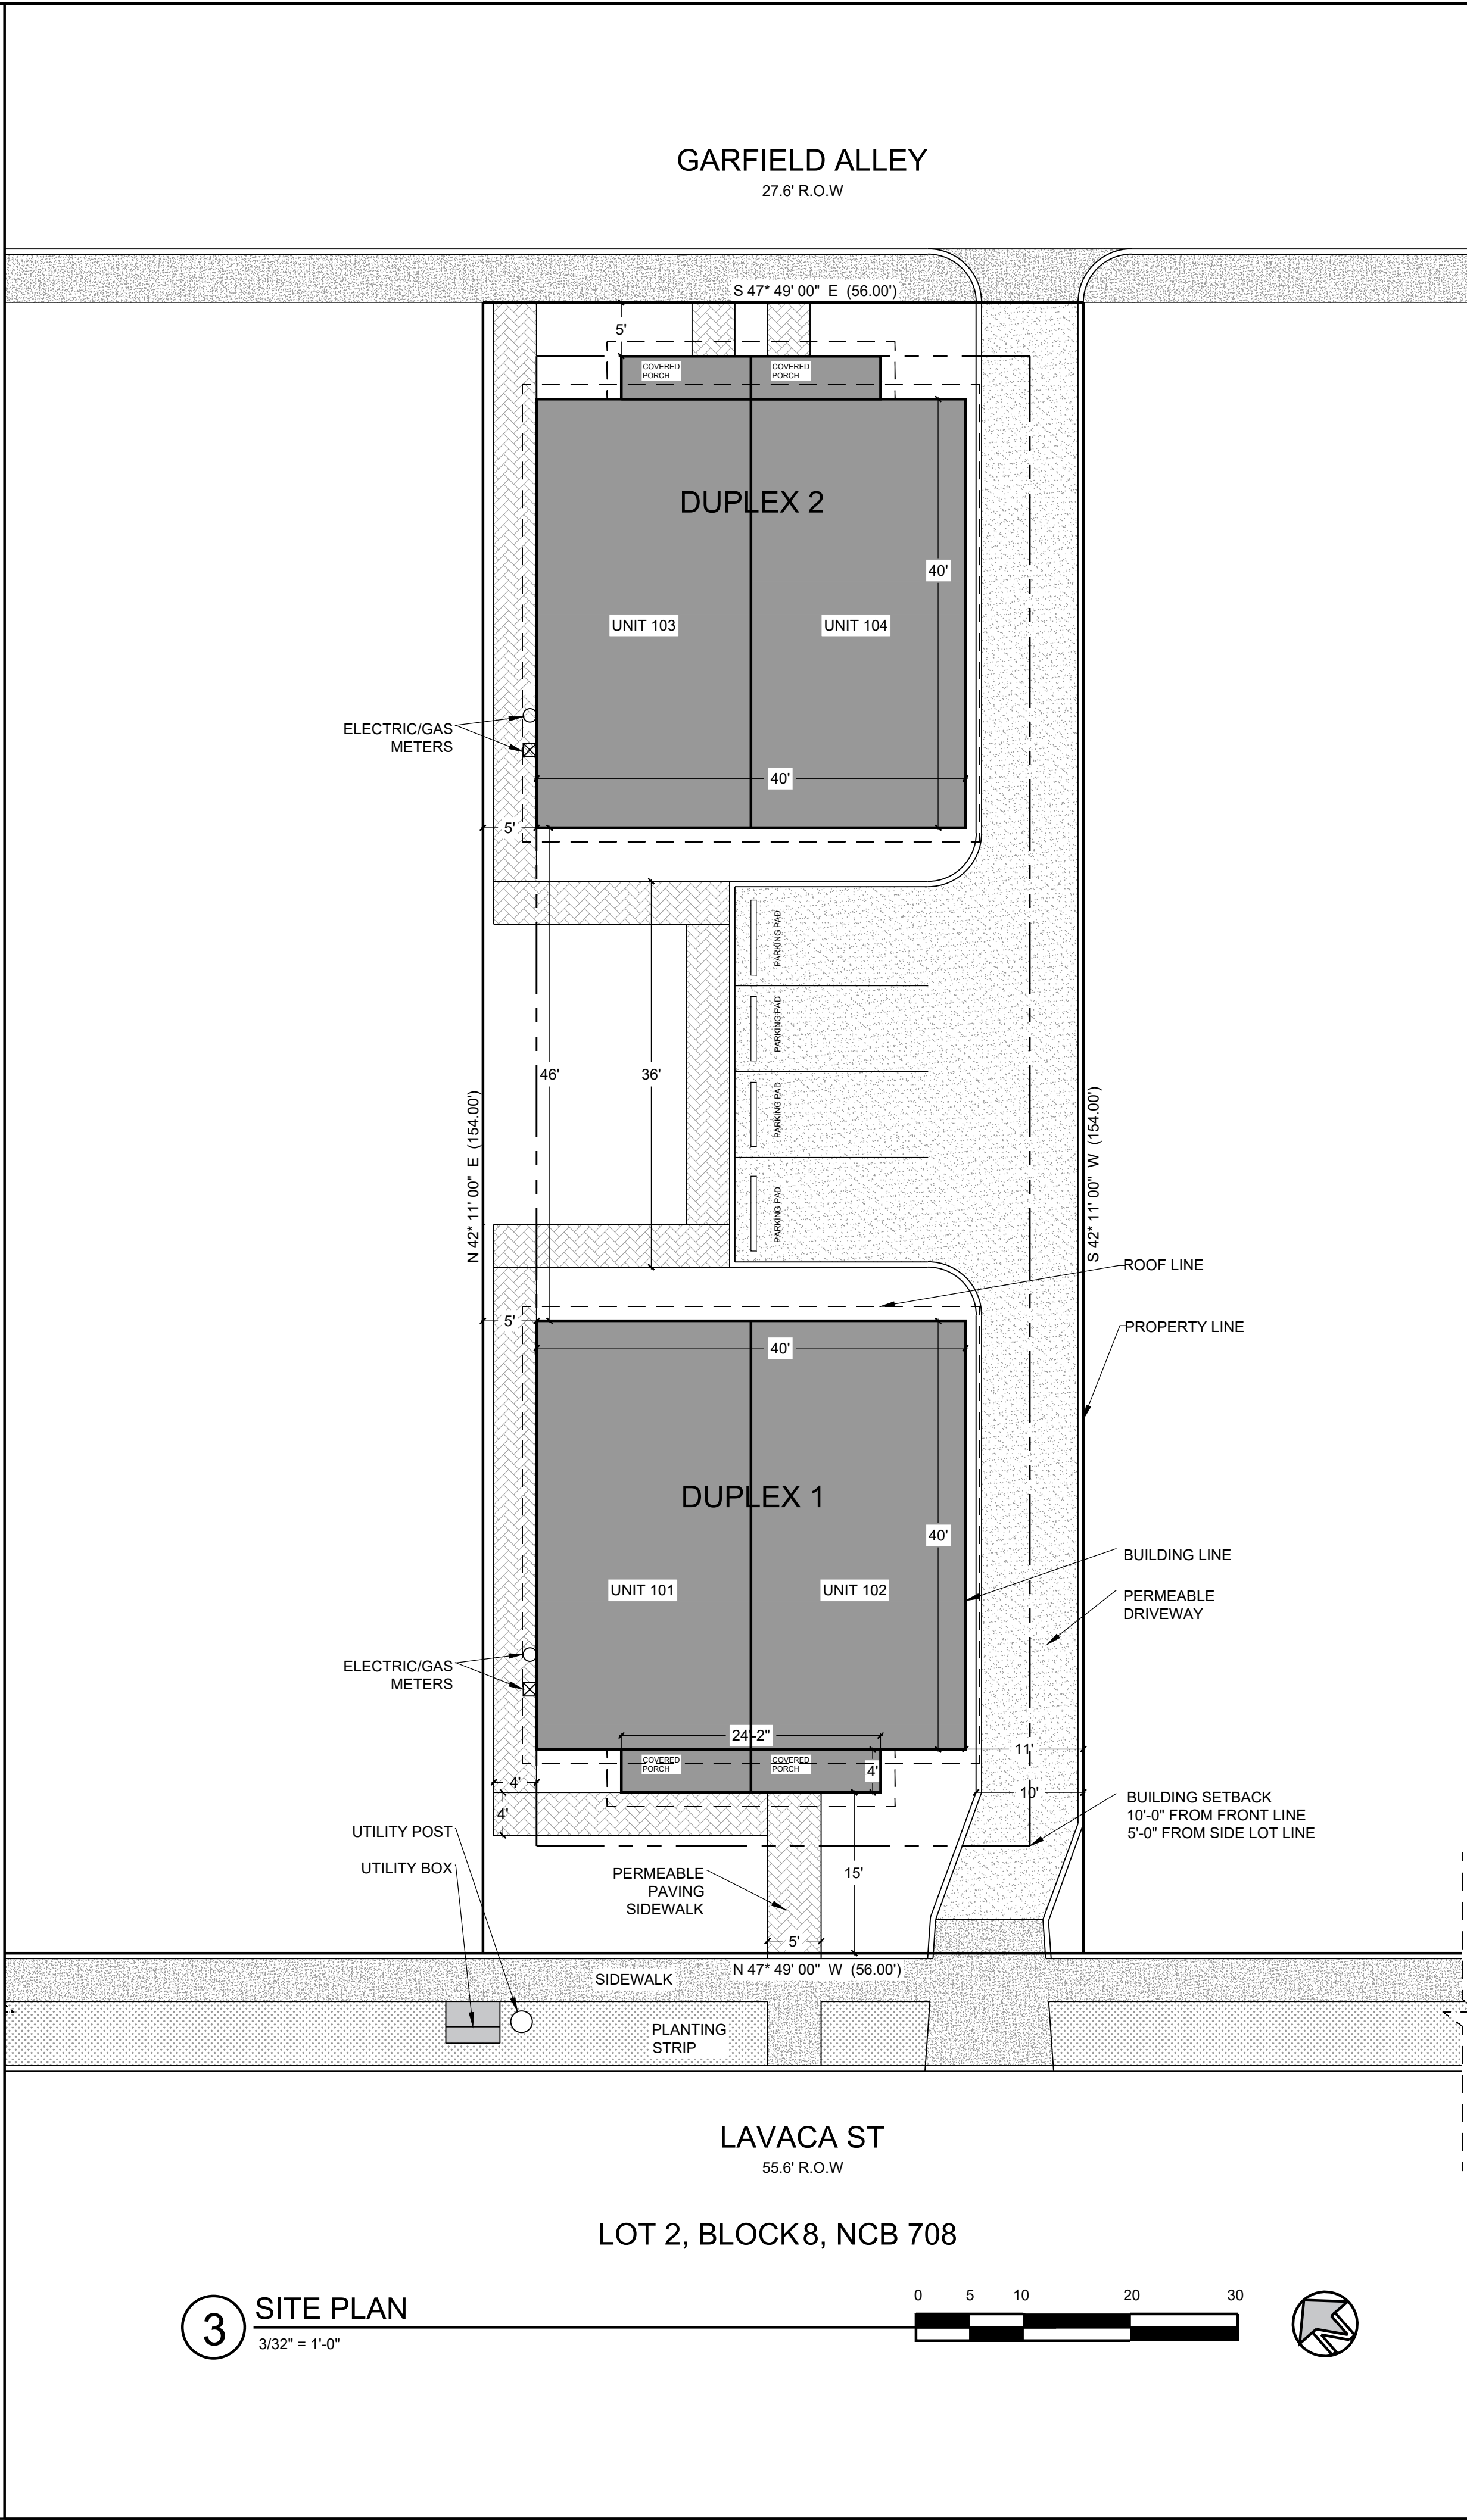 GARFIELD ALLEY
27.6' R.O.W
S 47* 49' 00" E (56.00')
5'
COVERED
PORCH
COVERED
PORCH
DUPLEX 2
40'
UNIT 103
UNIT 104
ELECTRIC/GAS
METERS
40'
5'
PARKING PAD
PARKING PAD
46'
36'
PARKING PAD
PARKING PAD
N 42* 11' 00" E (154.00')
S 42* 11' 00" W (154.00')
ROOF LINE
5'
PROPERTY LINE
40'
DUPLEX 1
40'
BUILDING LINE
UNIT 101
UNIT 102
PERMEABLE
DRIVEWAY
ELECTRIC/GAS
METERS
24'-2"
11'
COVERED
PORCH
COVERED
PORCH
4'
4'
10'
4'
BUILDING SETBACK
10'-0" FROM FRONT LINE
5'-0" FROM SIDE LOT LINE
UTILITY POST
UTILITY BOX
PERMEABLE
PAVING
SIDEWALK
15'
5'
N 47* 49' 00" W (56.00')
SIDEWALK
PLANTING
STRIP
LAVACA ST
55.6' R.O.W
LOT 2, BLOCK 8, NCB 708
3
SITE PLAN
3/32" = 1'-0"
0 5 10 20 30